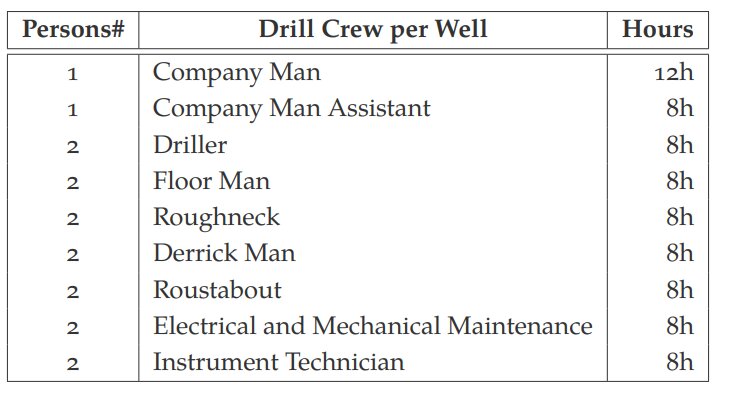 Persons# Drill Crew per Well Hours
1 Company Man 12h
1 Company Man Assistant 8h
2 Driller 8h
2 Floor Man 8h
2 Roughneck 8h
2 Derrick Man 8h
2 Roustabout 8h
2 Electrical and Mechanical Maintenance 8h
2 Instrument Technician 8h